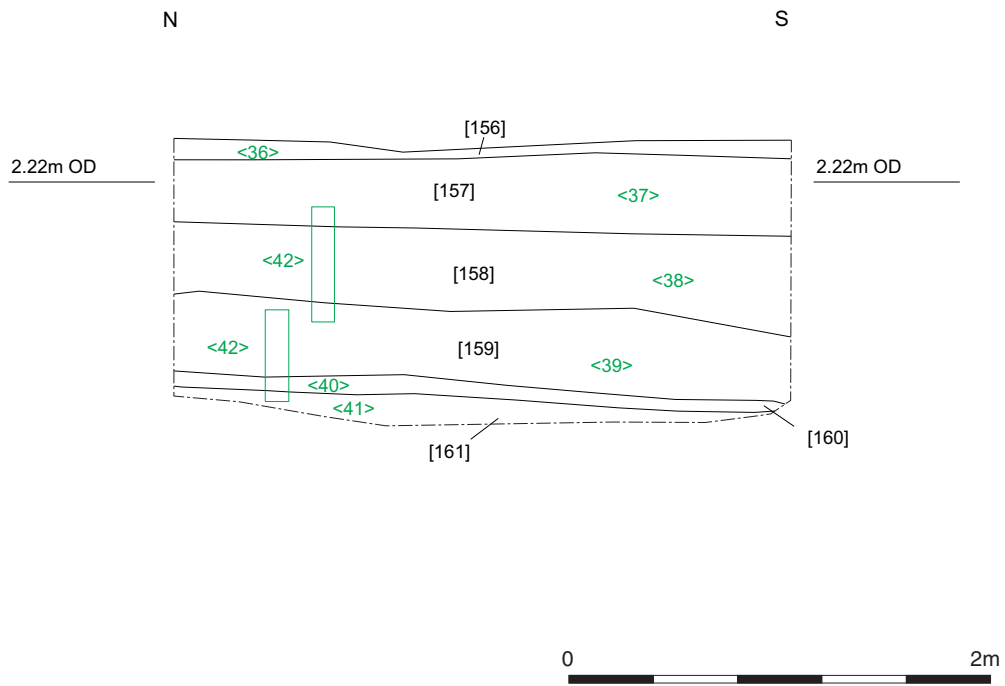 N S
[156]
<36>
2.22m OD 2.22m OD
[157] <37>
<42> [158] <38>
<42> [159] <39>
<40>
<41>
[160]
[161]
0 2m